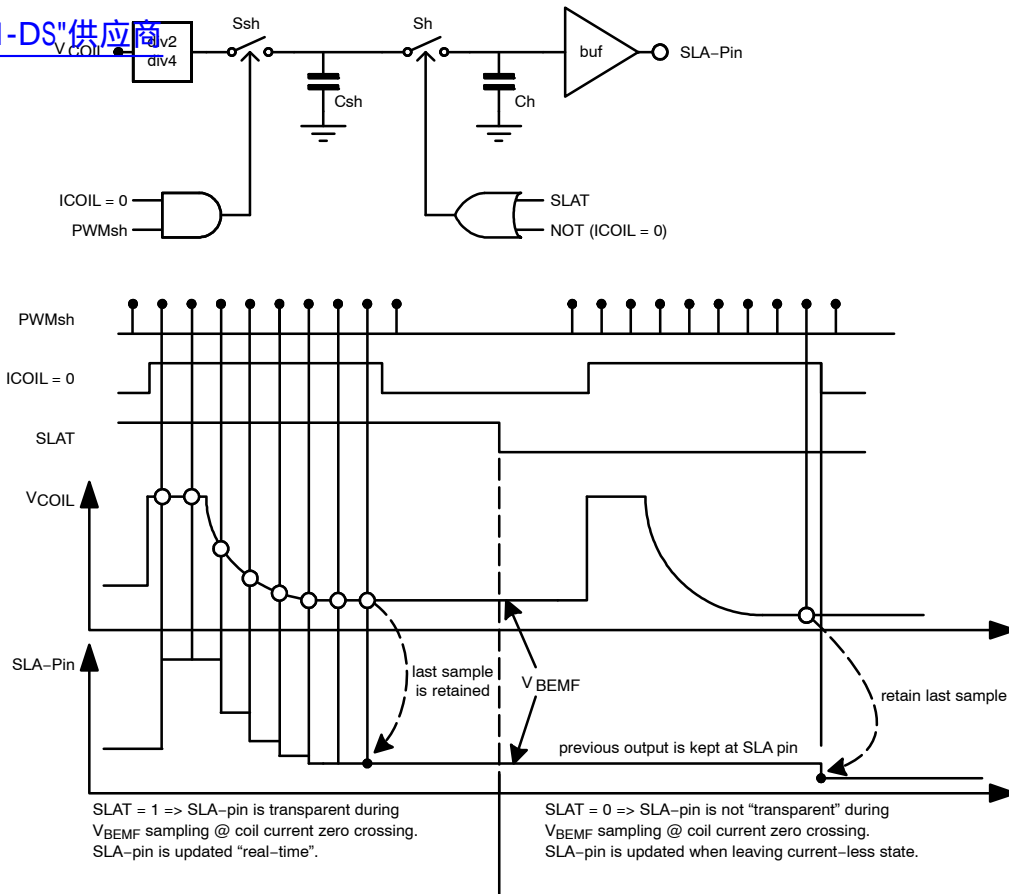 1-DS"供应商
VCOIL
div2
div4
Ssh
Csh
Sh
Ch
buf
SLA−Pin
ICOIL = 0
PWMsh
SLAT
NOT (ICOIL = 0)
PWMsh
ICOIL = 0
SLAT
VCOIL
SLA−Pin
last sample
is retained
VBEMF
retain last sample
previous output is kept at SLA pin
SLAT = 1 => SLA−pin is transparent during
VBEMF sampling @ coil current zero crossing.
SLA−pin is updated “real−time”.
SLAT = 0 => SLA−pin is not “transparent” during
VBEMF sampling @ coil current zero crossing.
SLA−pin is updated when leaving current−less state.